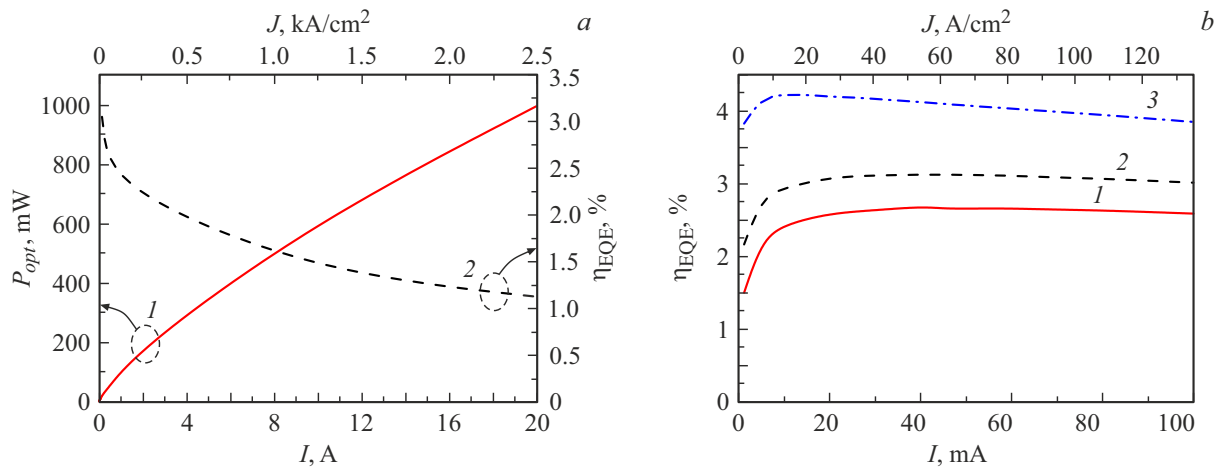 J, kA/cm²
a
0 0.5 1.0 1.5 2.0 2.5
P_opt, mW
1000
800
600
400
200
0
1
2
3.5
3.0
2.5
2.0
1.5
1.0
0.5
0
η_EQE, %
0 4 8 12 16 20
I, A
J, A/cm²
b
0 20 40 60 80 100 120
η_EQE, %
4
3
2
1
0
3
2
1
0 20 40 60 80 100
I, mA